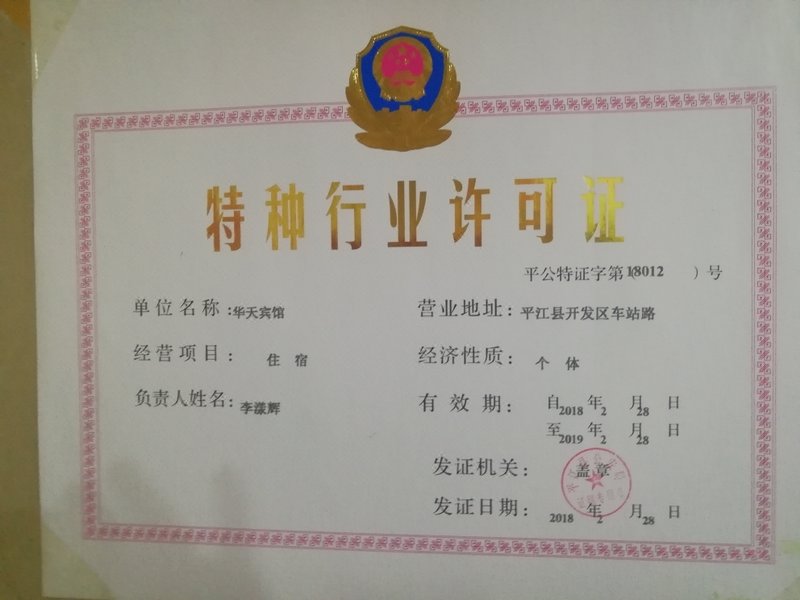 特种行业许可证
平公特证字第(18012)号
单位名称:华天宾馆
营业地址:平江县开发区车站路
经营项目:住宿
经济性质:个体
负责人姓名:李漾辉
有效期:自2018年2月28日
至2019年2月28日
发证机关:盖章
发证日期:2018年2月28日